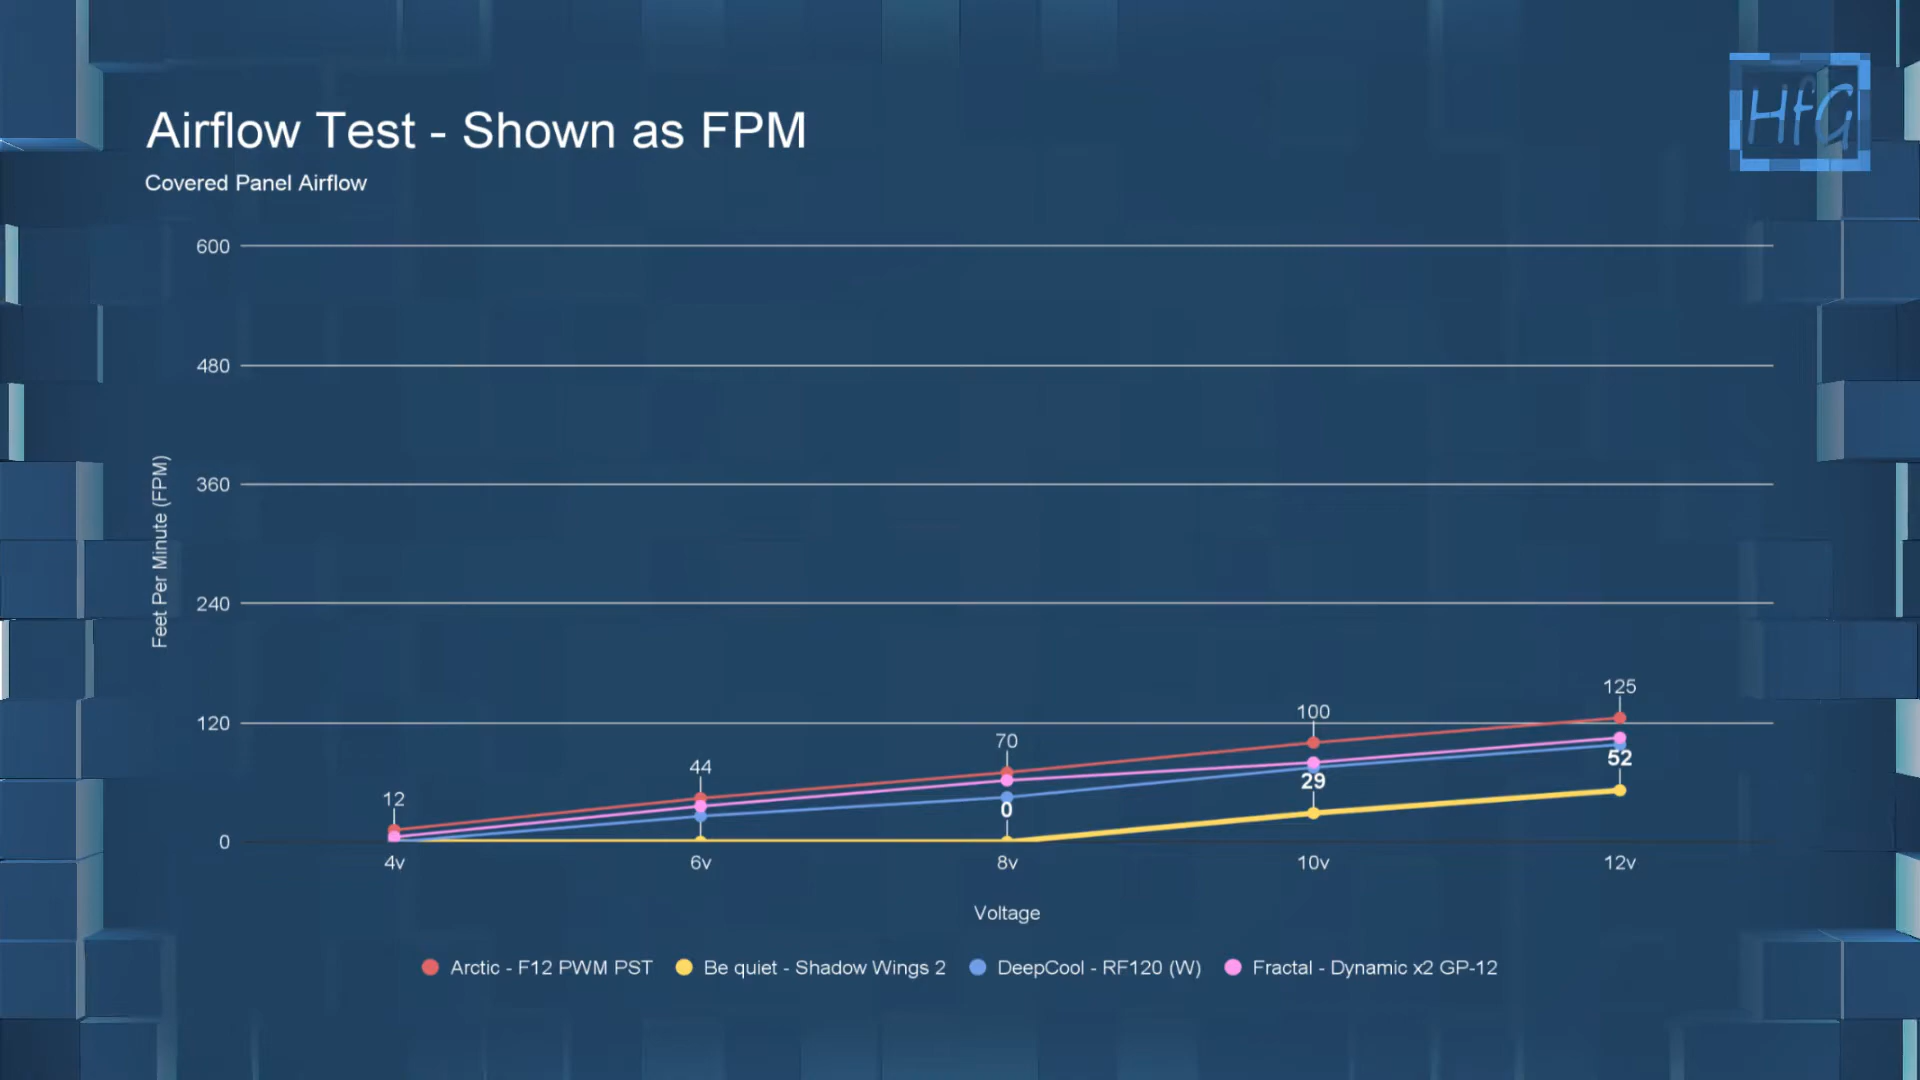 HfG
Airflow Test - Shown as FPM
Covered Panel Airflow
Feet Per Minute (FPM)
600
480
360
240
120
0
12
44
70
0
100
29
125
52
4v
6v
8v
10v
12v
Voltage
Arctic - F12 PWM PST
Be quiet - Shadow Wings 2
DeepCool - RF120 (W)
Fractal - Dynamic x2 GP-12